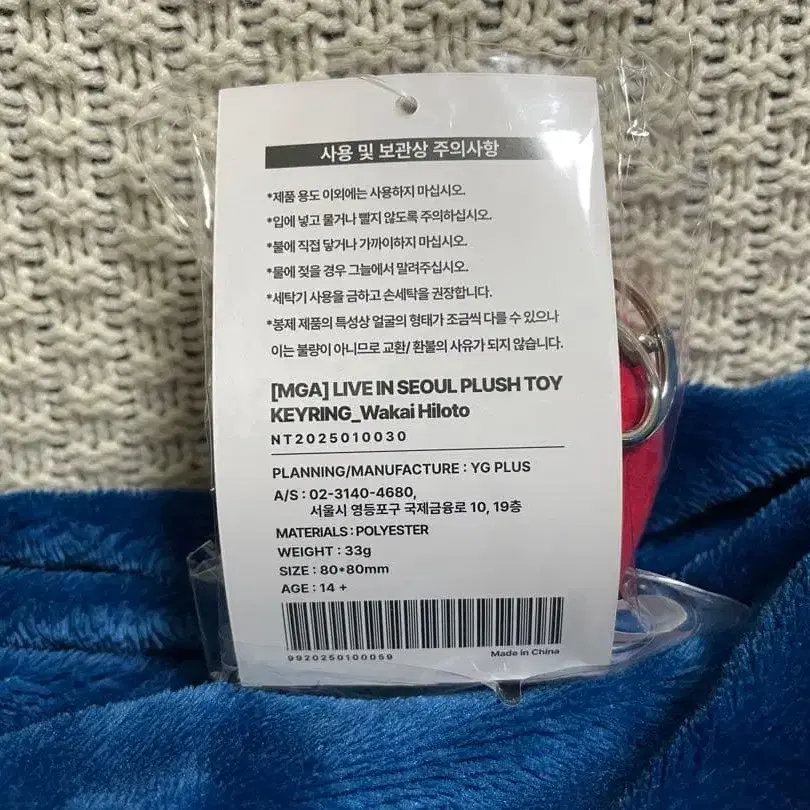 사용 및 보관상 주의사항
*제품 용도 이외에는 사용하지 마십시오.
*입에 넣고 물거나 빨지 않도록 주의하십시오.
*불에 직접 닿거나 가까이하지 마십시오.
*물에 젖을 경우 그늘에서 말려주십시오.
*세탁기 사용을 금하고 손세탁을 권장합니다.
*봉제 제품의 특성상 얼굴의 형태가 조금씩 다를 수 있으나
이는 불량이 아니므로 교환/ 환불의 사유가 되지 않습니다.
[MGA] LIVE IN SEOUL PLUSH TOY
KEYRING_Wakai Hiloto
NT2025010030
PLANNING/MANUFACTURE : YG PLUS
A/S : 02-3140-4680,
서울시 영등포구 국제금융로 10, 19층
MATERIALS : POLYESTER
WEIGHT : 33g
SIZE : 80*80mm
AGE : 14 +
9920250100059
Made in China